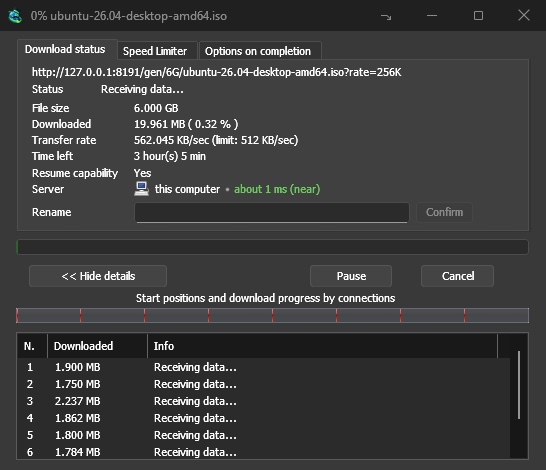 0% ubuntu-26.04-desktop-amd64.iso
Download status Speed Limiter Options on completion
http://127.0.0.1:8191/gen/6G/ubuntu-26.04-desktop-amd64.iso?rate=256K
Status Receiving data...
File size 6.000 GB
Downloaded 19.961 MB ( 0.32 % )
Transfer rate 562.045 KB/sec (limit: 512 KB/sec)
Time left 3 hour(s) 5 min
Resume capability Yes
Server this computer • about 1 ms (near)
Rename Confirm
<< Hide details Pause Cancel
Start positions and download progress by connections
N. Downloaded Info
1 1.900 MB Receiving data...
2 1.750 MB Receiving data...
3 2.237 MB Receiving data...
4 1.862 MB Receiving data...
5 1.800 MB Receiving data...
6 1.784 MB Receiving data...